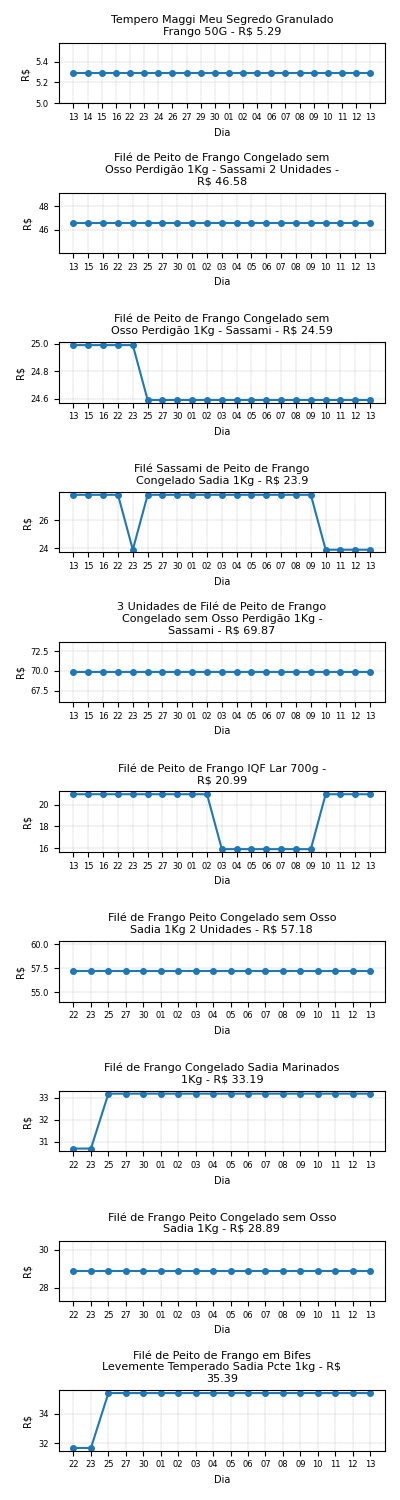 Tempero Maggi Meu Segredo Granulado
Frango 50G - R$ 5.29
5.4
5.2
5.0
R$
13 14 15 16 22 23 24 26 27 29 30 01 02 04 06 07 08 09 10 11 12 13
Dia
Filé de Peito de Frango Congelado sem
Osso Perdigão 1Kg - Sassami 2 Unidades -
R$ 46.58
48
46
R$
13 15 16 22 23 25 27 30 01 02 03 04 05 06 07 08 09 10 11 12 13
Dia
Filé de Peito de Frango Congelado sem
Osso Perdigão 1Kg - Sassami - R$ 24.59
25.0
24.8
24.6
R$
13 15 16 22 23 25 27 30 01 02 03 04 05 06 07 08 09 10 11 12 13
Dia
Filé Sassami de Peito de Frango
Congelado Sadia 1Kg - R$ 23.9
26
24
R$
13 15 16 22 23 25 27 30 01 02 03 04 05 06 07 08 09 10 11 12 13
Dia
3 Unidades de Filé de Peito de Frango
Congelado sem Osso Perdigão 1Kg -
Sassami - R$ 69.87
72.5
70.0
67.5
R$
13 15 16 22 23 25 27 30 01 02 03 04 05 06 07 08 09 10 11 12 13
Dia
Filé de Peito de Frango IQF Lar 700g -
R$ 20.99
20
18
16
R$
13 15 16 22 23 25 27 30 01 02 03 04 05 06 07 08 09 10 11 12 13
Dia
Filé de Frango Peito Congelado sem Osso
Sadia 1Kg 2 Unidades - R$ 57.18
60.0
57.5
55.0
R$
22 23 25 27 30 01 02 03 04 05 06 07 08 09 10 11 12 13
Dia
Filé de Frango Congelado Sadia Marinados
1Kg - R$ 33.19
33
32
31
R$
22 23 25 27 30 01 02 03 04 05 06 07 08 09 10 11 12 13
Dia
Filé de Frango Peito Congelado sem Osso
Sadia 1Kg - R$ 28.89
30
28
R$
22 23 25 27 30 01 02 03 04 05 06 07 08 09 10 11 12 13
Dia
Filé de Peito de Frango em Bifes
Levemente Temperado Sadia Pcte 1kg - R$
35.39
34
32
R$
22 23 25 27 30 01 02 03 04 05 06 07 08 09 10 11 12 13
Dia